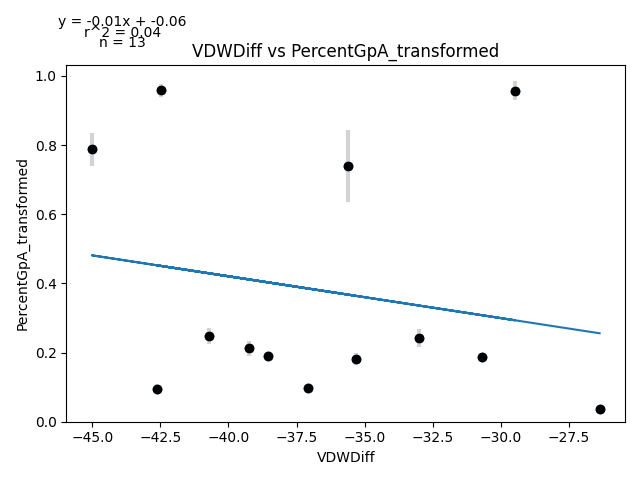 y = -0.01x + -0.06
r^2 = 0.04
n = 13
VDWDiff vs PercentGpA_transformed
1.0
0.8
0.6
0.4
0.2
0.0
PercentGpA_transformed
−45.0 −42.5 −40.0 −37.5 −35.0 −32.5 −30.0 −27.5
VDWDiff